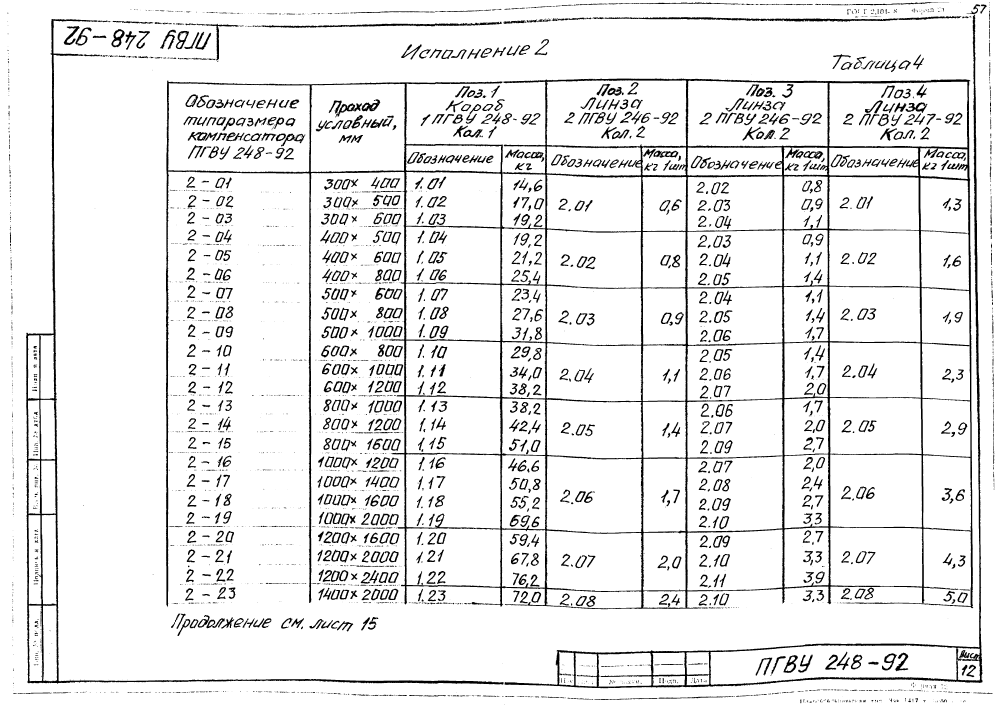 57
ПГВУ 248-92
Исполнение 2
Таблица 4
Обозначение типаразмера компенсатора ПГВУ 248-92 | Проход условный, мм | Поз. 1 Короб 1 ПГВУ 248-92 Кол. 1 | Поз. 2 Линза 2 ПГВУ 246-92 Кол. 2 | Поз. 3 Линза 2 ПГВУ 246-92 Кол. 2 | Поз. 4 Линза 2 ПГВУ 247-92 Кол. 2
Обозначение | Масса, кг | Обозначение | Масса, кг 1шт | Обозначение | Масса, кг 1шт | Обозначение | Масса, кг 1шт
2-01 300×400 1.01 14,6 2.02 0,8
2-02 300×500 1.02 17,0 2.01 0,6 2.03 0,9 2.01 1,3
2-03 300×600 1.03 19,2 2.04 1,1
2-04 400×500 1.04 19,2 2.03 0,9
2-05 400×600 1.05 21,2 2.02 0,8 2.04 1,1 2.02 1,6
2-06 400×800 1.06 25,4 2.05 1,4
2-07 500×600 1.07 23,4 2.04 1,1
2-08 500×800 1.08 27,6 2.03 0,9 2.05 1,4 2.03 1,9
2-09 500×1000 1.09 31,8 2.06 1,7
2-10 600×800 1.10 29,8 2.05 1,4
2-11 600×1000 1.11 34,0 2.04 1,1 2.06 1,7 2.04 2,3
2-12 600×1200 1.12 38,2 2.07 2,0
2-13 800×1000 1.13 38,2 2.06 1,7
2-14 800×1200 1.14 42,4 2.05 1,4 2.07 2,0 2.05 2,9
2-15 800×1600 1.15 51,0 2.09 2,7
2-16 1000×1200 1.16 46,6 2.07 2,0
2-17 1000×1400 1.17 50,8 2.08 2,4
2-18 1000×1600 1.18 55,2 2.06 1,7 2.09 2,7 2.06 3,6
2-19 1000×2000 1.19 69,6 2.10 3,3
2-20 1200×1600 1.20 59,4 2.09 2,7
2-21 1200×2000 1.21 67,8 2.07 2,0 2.10 3,3 2.07 4,3
2-22 1200×2400 1.22 76,2 2.11 3,9
2-23 1400×2000 1.23 72,0 2.08 2,4 2.10 3,3 2.08 5,0
Продолжение см. лист 15
ПГВУ 248-92
Лист
12